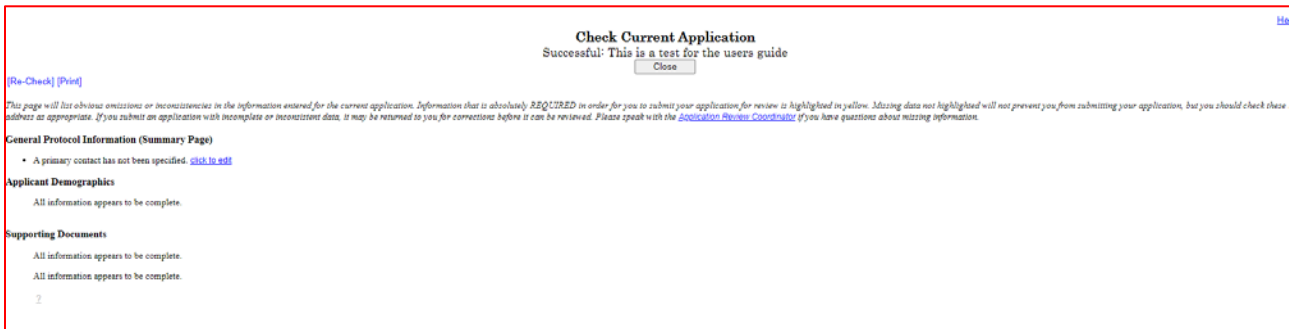 He
Check Current Application
Successful: This is a test for the users guide
Close
[Re-Check] [Print]
This page will list obvious omissions or inconsistencies in the information entered for the current application. Information that is absolutely REQUIRED in order for you to submit your application for review is highlighted in yellow. Missing data not highlighted will not prevent you from submitting your application, but you should check these
address as appropriate. If you submit an application with incomplete or inconsistent data, it may be returned to you for corrections before it can be reviewed. Please speak with the Application Review Coordinator if you have questions about missing information.
General Protocol Information (Summary Page)
• A primary contact has not been specified. click to edit
Applicant Demographics
All information appears to be complete.
Supporting Documents
All information appears to be complete.
All information appears to be complete.
?